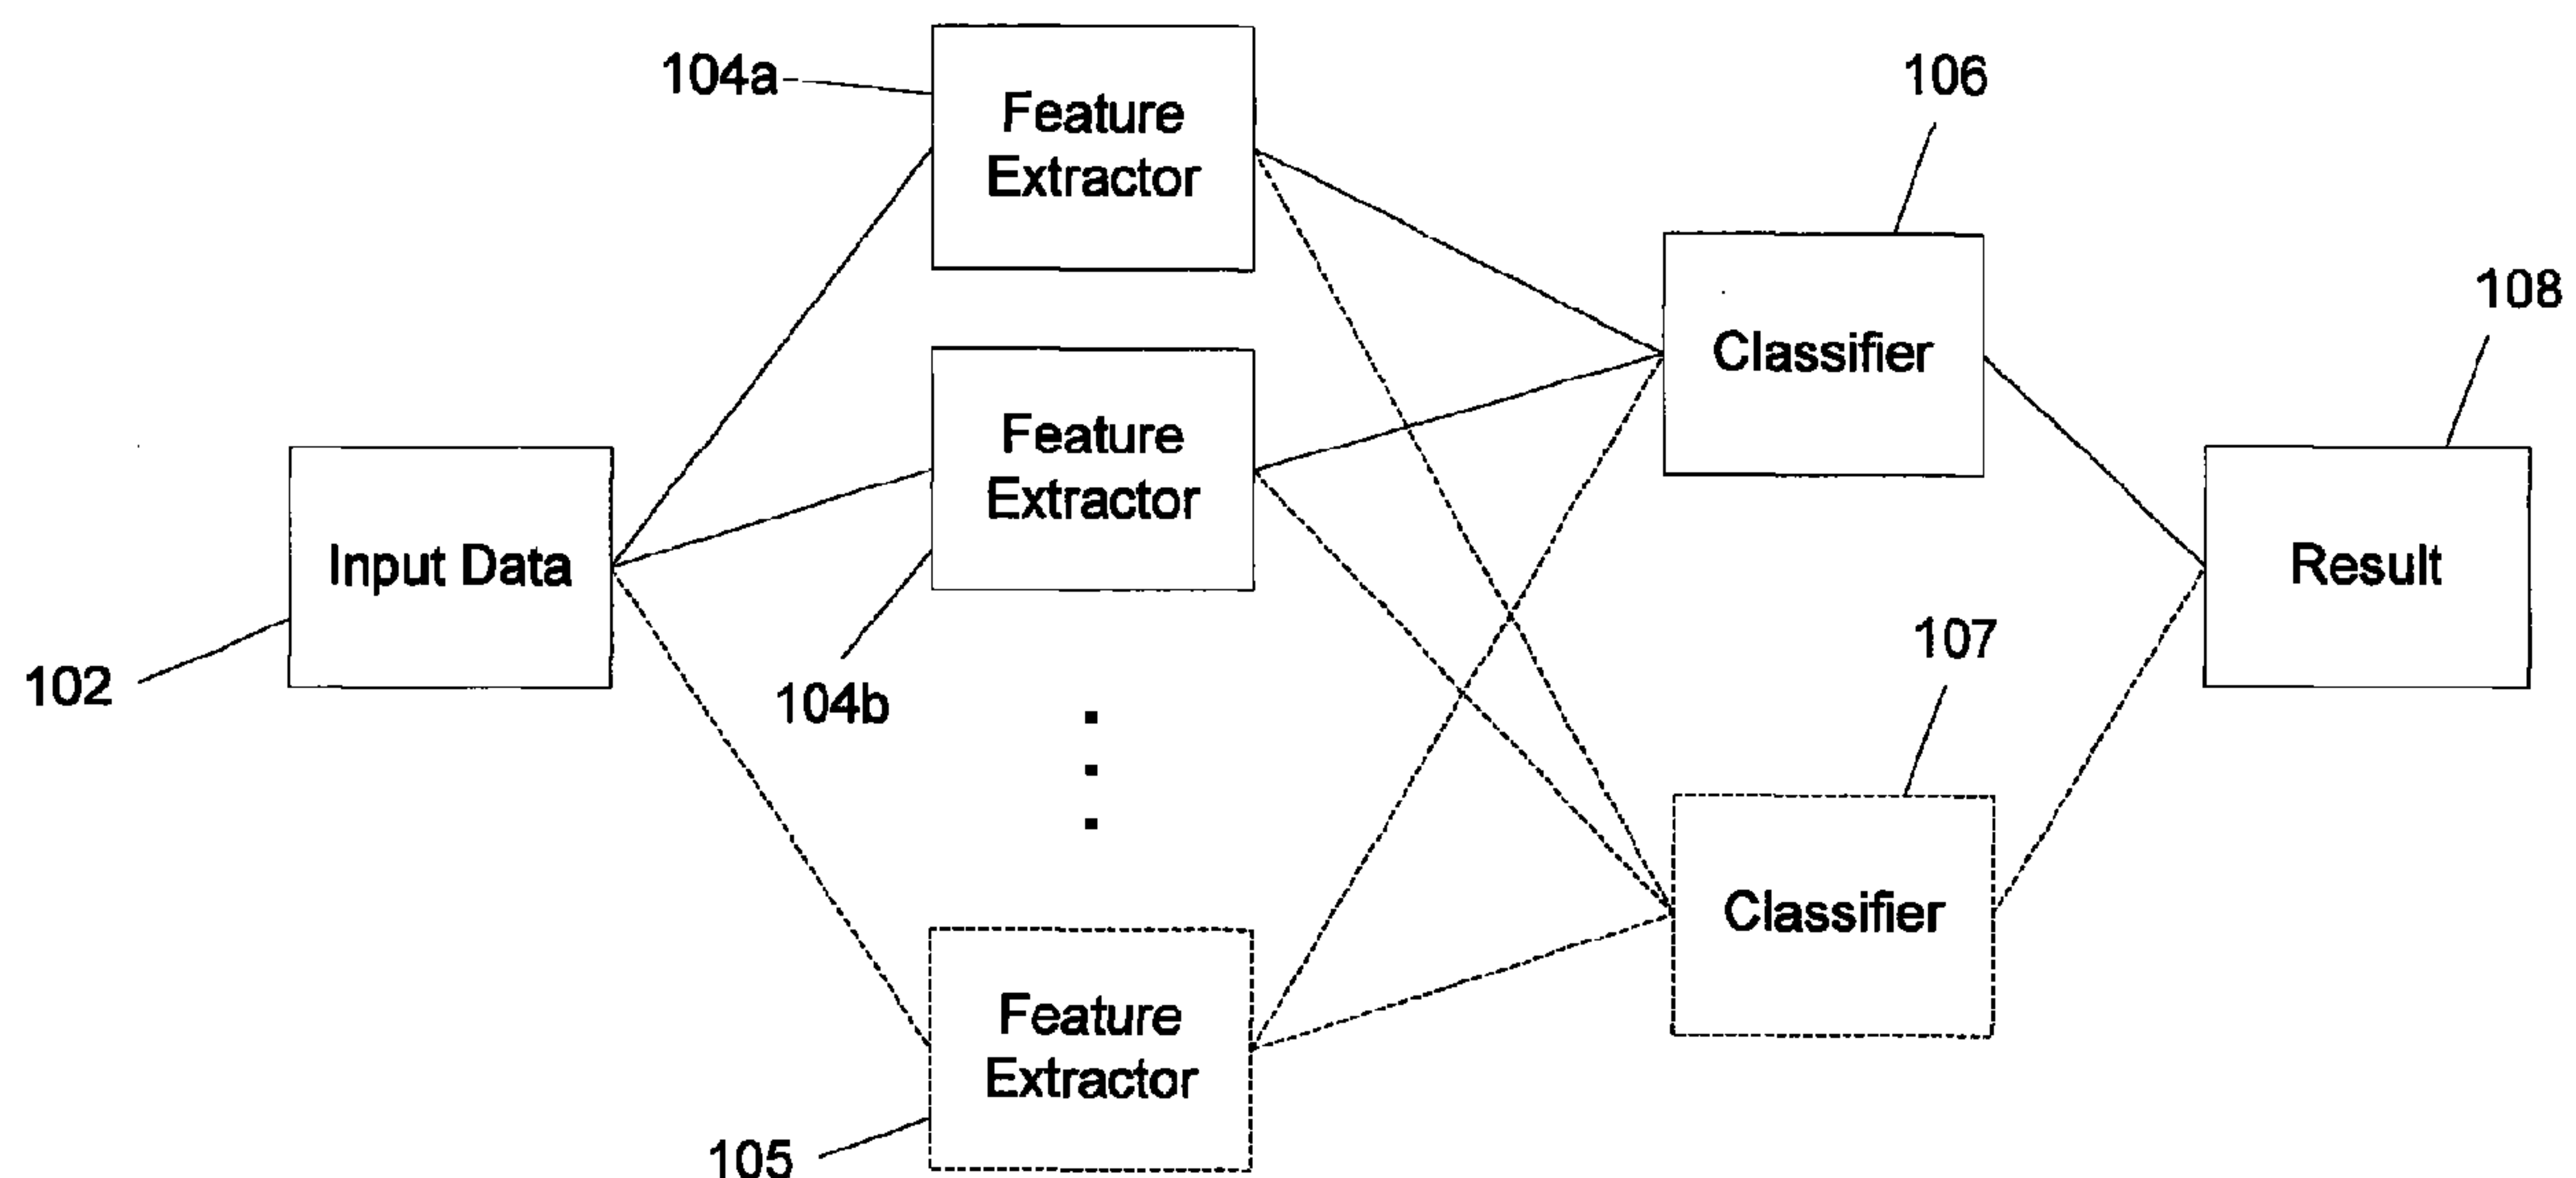 104a
Feature
Extractor
106
108
Feature
Extractor
Classifier
Input Data
Result
102
104b
107
Classifier
Feature
Extractor
105